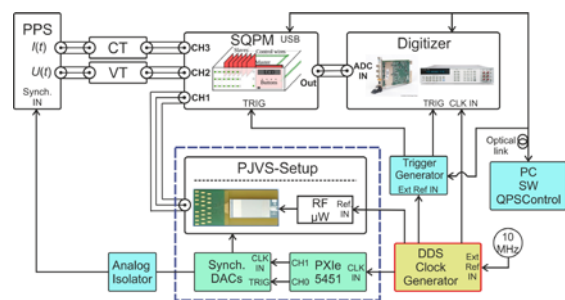 PPS
I(t)
U(t)
Synch.
IN
CT
VT
CH3
CH2
CH1
SQPM
USB
Out
TRIG
Digitizer
ADC
IN
TRIG
CLK IN
Optical
link
PC
SW
QPSControl
Trigger
Generator
Ext Ref IN
PJVS-Setup
RF
µW
Ref
IN
Analog
Isolator
Synch.
DACs
CLK
IN
TRIG
CH1
CH0
PXIe
5451
CLK
IN
DDS
Clock
Generator
Ext
Ref
IN
10
MHz